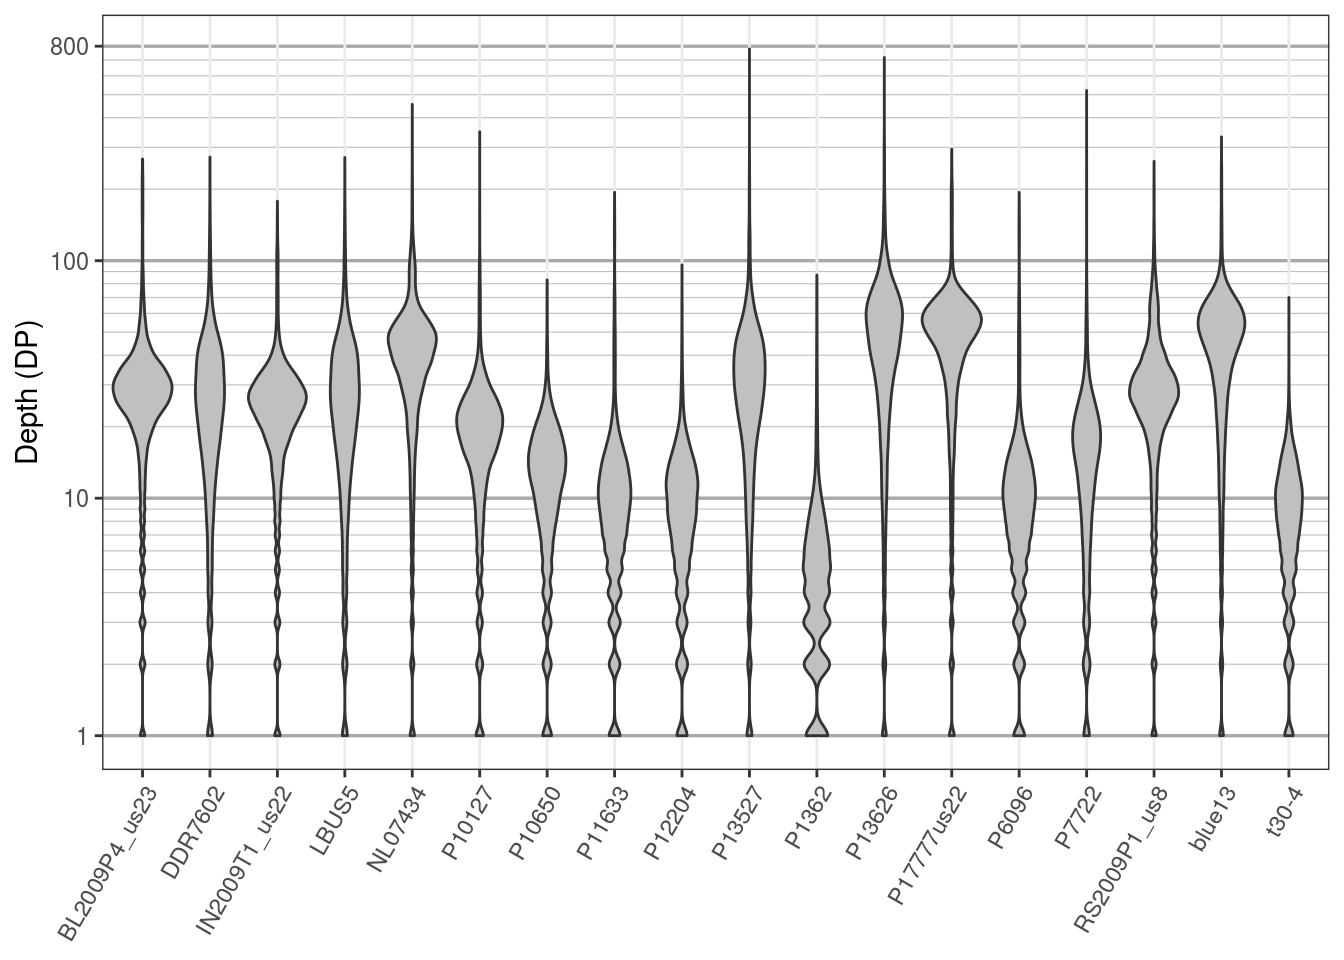 Depth (DP)
800
100
10
1
BL2009P4_us23
DDR7602
IN2009T1_us22
LBUS5
NL07434
P10127
P10650
P11633
P12204
P13527
P1362
P13626
P17777us22
P6096
P7722
RS2009P1_us8
blue13
t30-4